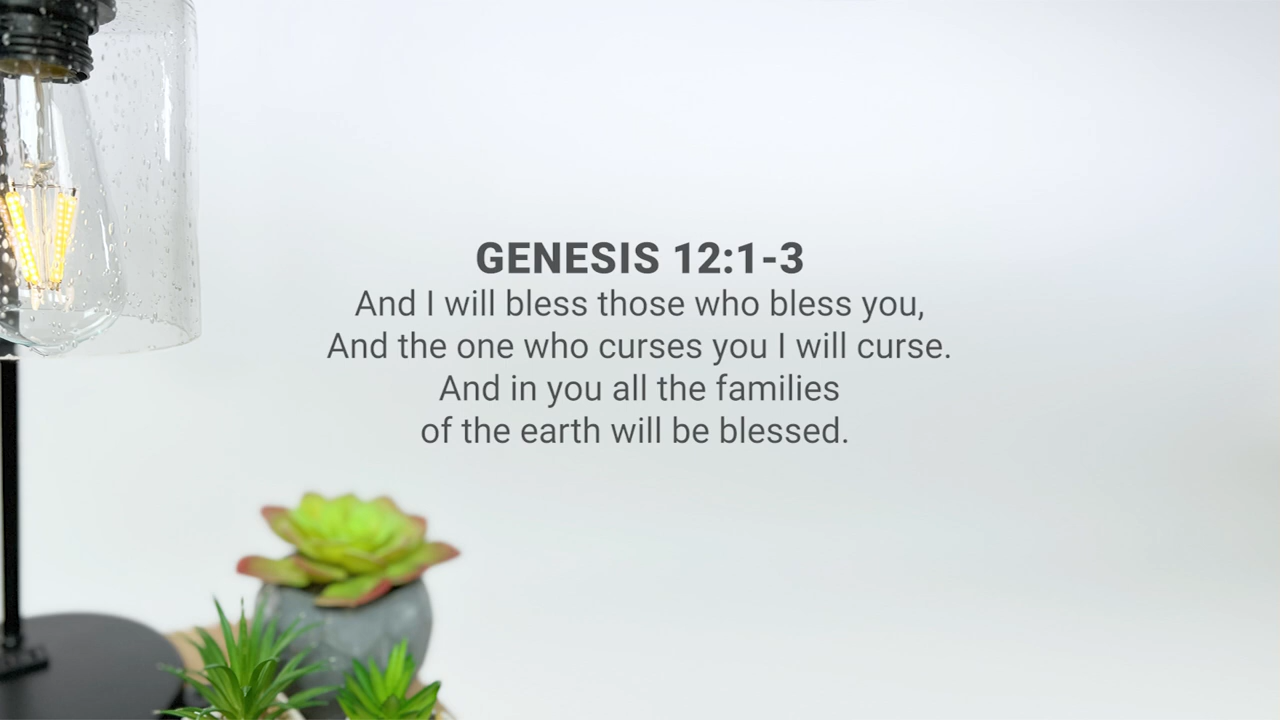 GENESIS 12:1-3
And I will bless those who bless you,
And the one who curses you I will curse.
And in you all the families
of the earth will be blessed.